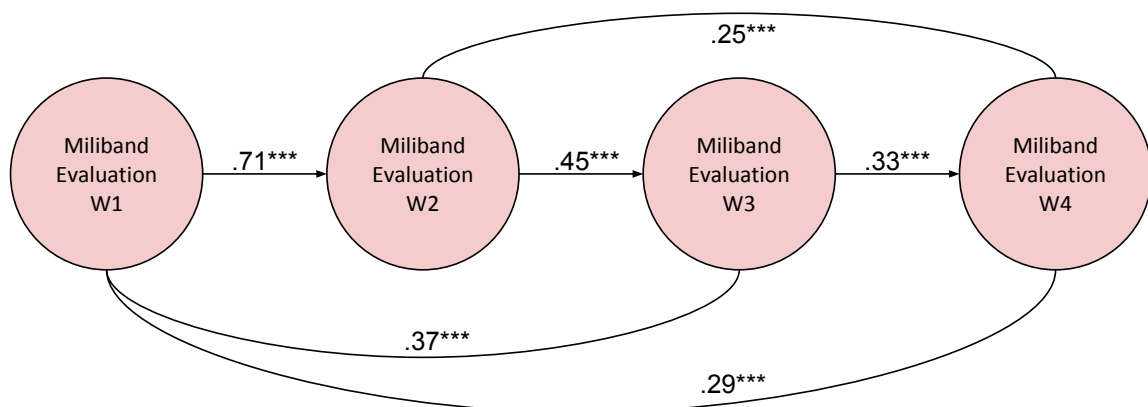 .25***
Miliband
Evaluation
W1
.71***
Miliband
Evaluation
W2
.45***
Miliband
Evaluation
W3
.33***
Miliband
Evaluation
W4
.37***
.29***